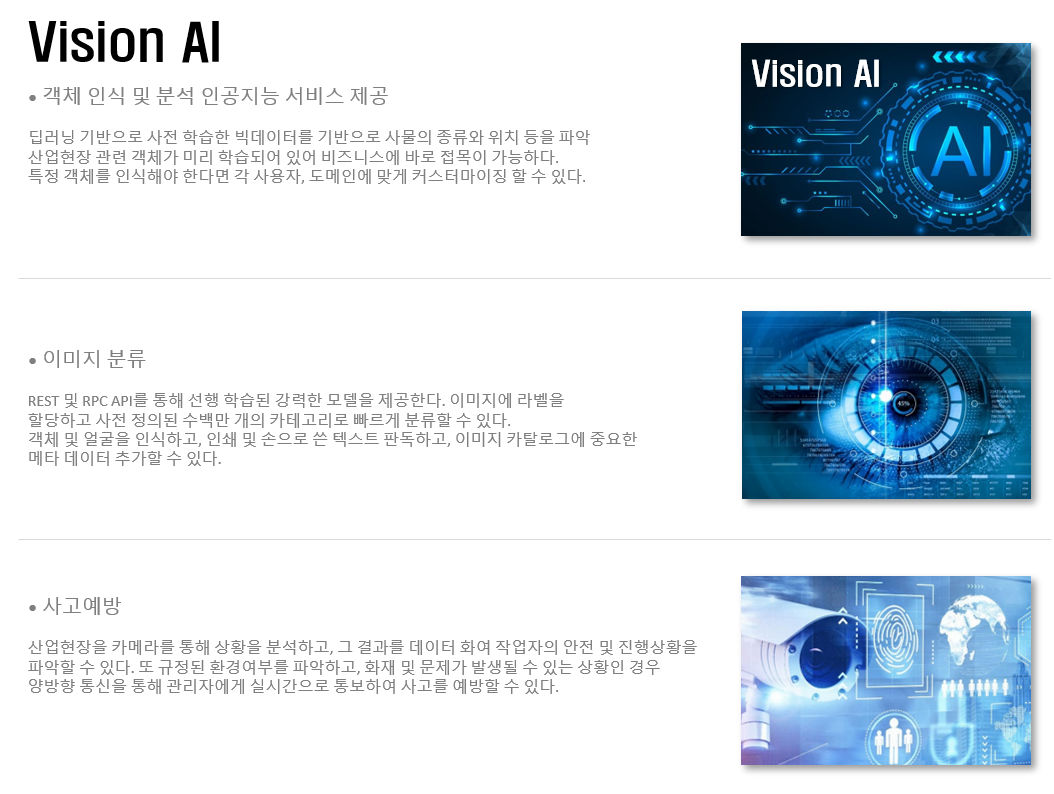 Vision AI
• 객체 인식 및 분석 인공지능 서비스 제공
딥러닝 기반으로 사전 학습한 빅데이터를 기반으로 사물의 종류와 위치 등을 파악
산업현장 관련 객체가 미리 학습되어 있어 비즈니스에 바로 접목이 가능하다.
특정 객체를 인식해야 한다면 각 사용자, 도메인에 맞게 커스터마이징 할 수 있다.
Vision AI
AI
• 이미지 분류
REST 및 RPC API를 통해 선행 학습된 강력한 모델을 제공한다. 이미지에 라벨을
할당하고 사전 정의된 수백만 개의 카테고리로 빠르게 분류할 수 있다.
객체 및 얼굴을 인식하고, 인쇄 및 손으로 쓴 텍스트 판독하고, 이미지 카탈로그에 중요한
메타 데이터 추가할 수 있다.
45%
• 사고예방
산업현장을 카메라를 통해 상황을 분석하고, 그 결과를 데이터 화여 작업자의 안전 및 진행상황을
파악할 수 있다. 또 규정된 환경여부를 파악하고, 화재 및 문제가 발생될 수 있는 상황인 경우
양방향 통신을 통해 관리자에게 실시간으로 통보하여 사고를 예방할 수 있다.